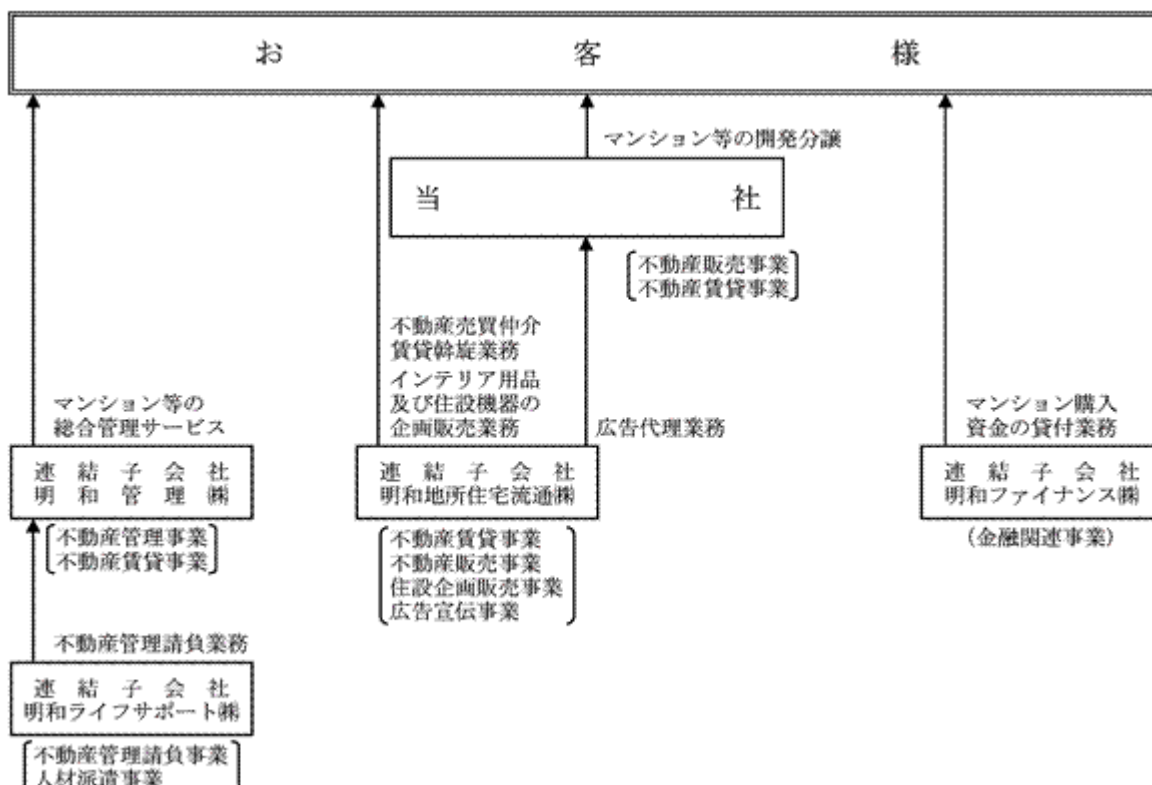 お客様
マンション等の開発分譲
当社
不動産販売事業
不動産賃貸事業
不動産売買仲介
賃貸斡旋業務
インテリア用品
及び住設機器の
企画販売業務
広告代理業務
マンション等の
総合管理サービス
マンション購入
資金の貸付業務
連結子会社
明和管理㈱
不動産管理事業
不動産賃貸事業
連結子会社
明和地所住宅流通㈱
不動産賃貸事業
不動産販売事業
住設企画販売事業
広告宣伝事業
連結子会社
明和ファイナンス㈱
(金融関連事業)
不動産管理請負業務
連結子会社
明和ライフサポート㈱
不動産管理請負事業
人材派遣事業